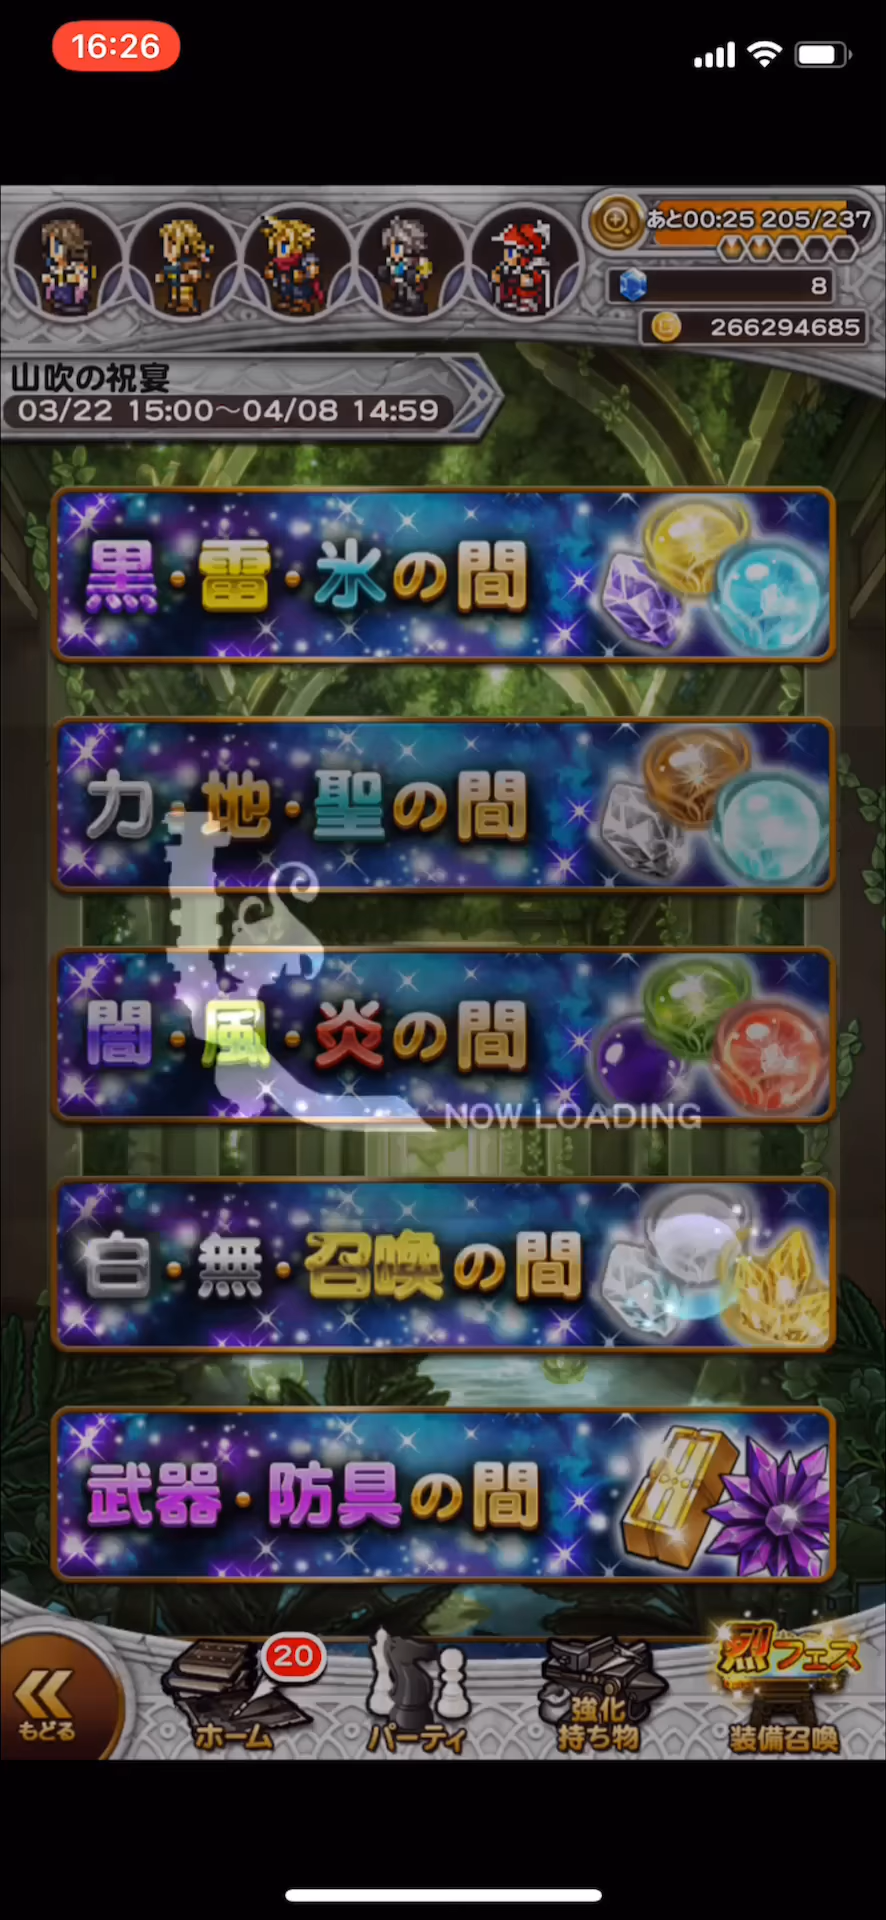 16:26
あと00:25 205/237
8
266294685
山吹の祝宴
03/22 15:00～04/08 14:59
黒・雷・氷の間
力・地・聖の間
闇・風・炎の間
NOW LOADING
白・無・召喚の間
武器・防具の間
もどる
20
ホーム
パーティ
強化
持ち物
烈フェス
装備召喚